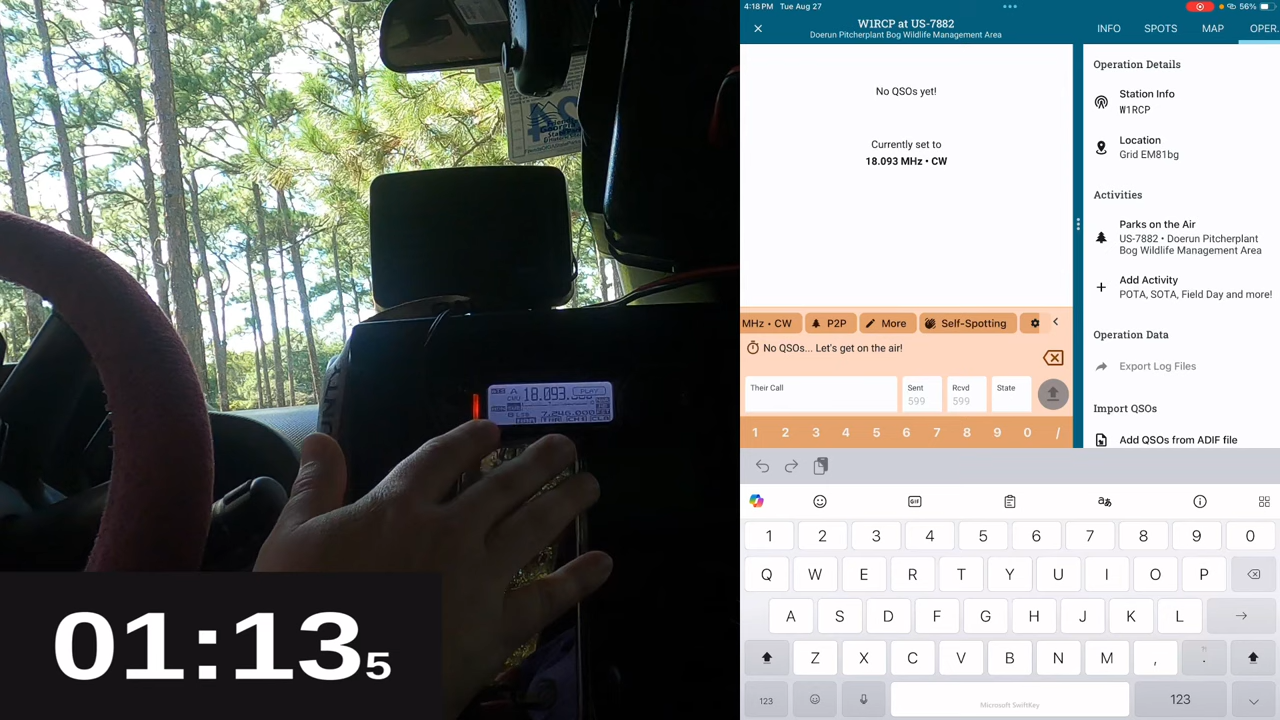 4:18 PM Tue Aug 27
56%
W1RCP at US-7882
Doerun Pitcherplant Bog Wildlife Management Area
INFO SPOTS MAP OPER.
No QSOs yet!
Currently set to
18.093 MHz • CW
Operation Details
Station Info
W1RCP
Location
Grid EM81bg
Activities
Parks on the Air
US-7882 • Doerun Pitcherplant
Bog Wildlife Management Area
Add Activity
POTA, SOTA, Field Day and more!
Operation Data
Export Log Files
Import QSOs
Add QSOs from ADIF file
MHz • CW P2P More Self-Spotting
No QSOs... Let's get on the air!
Their Call Sent Rcvd State
599 599
1 2 3 4 5 6 7 8 9 0 /
GIF
1 2 3 4 5 6 7 8 9 0
Q W E R T Y U I O P
A S D F G H J K L
Z X C V B N M , .
123 Microsoft SwiftKey 123
18.093
PLAY
01:13 5